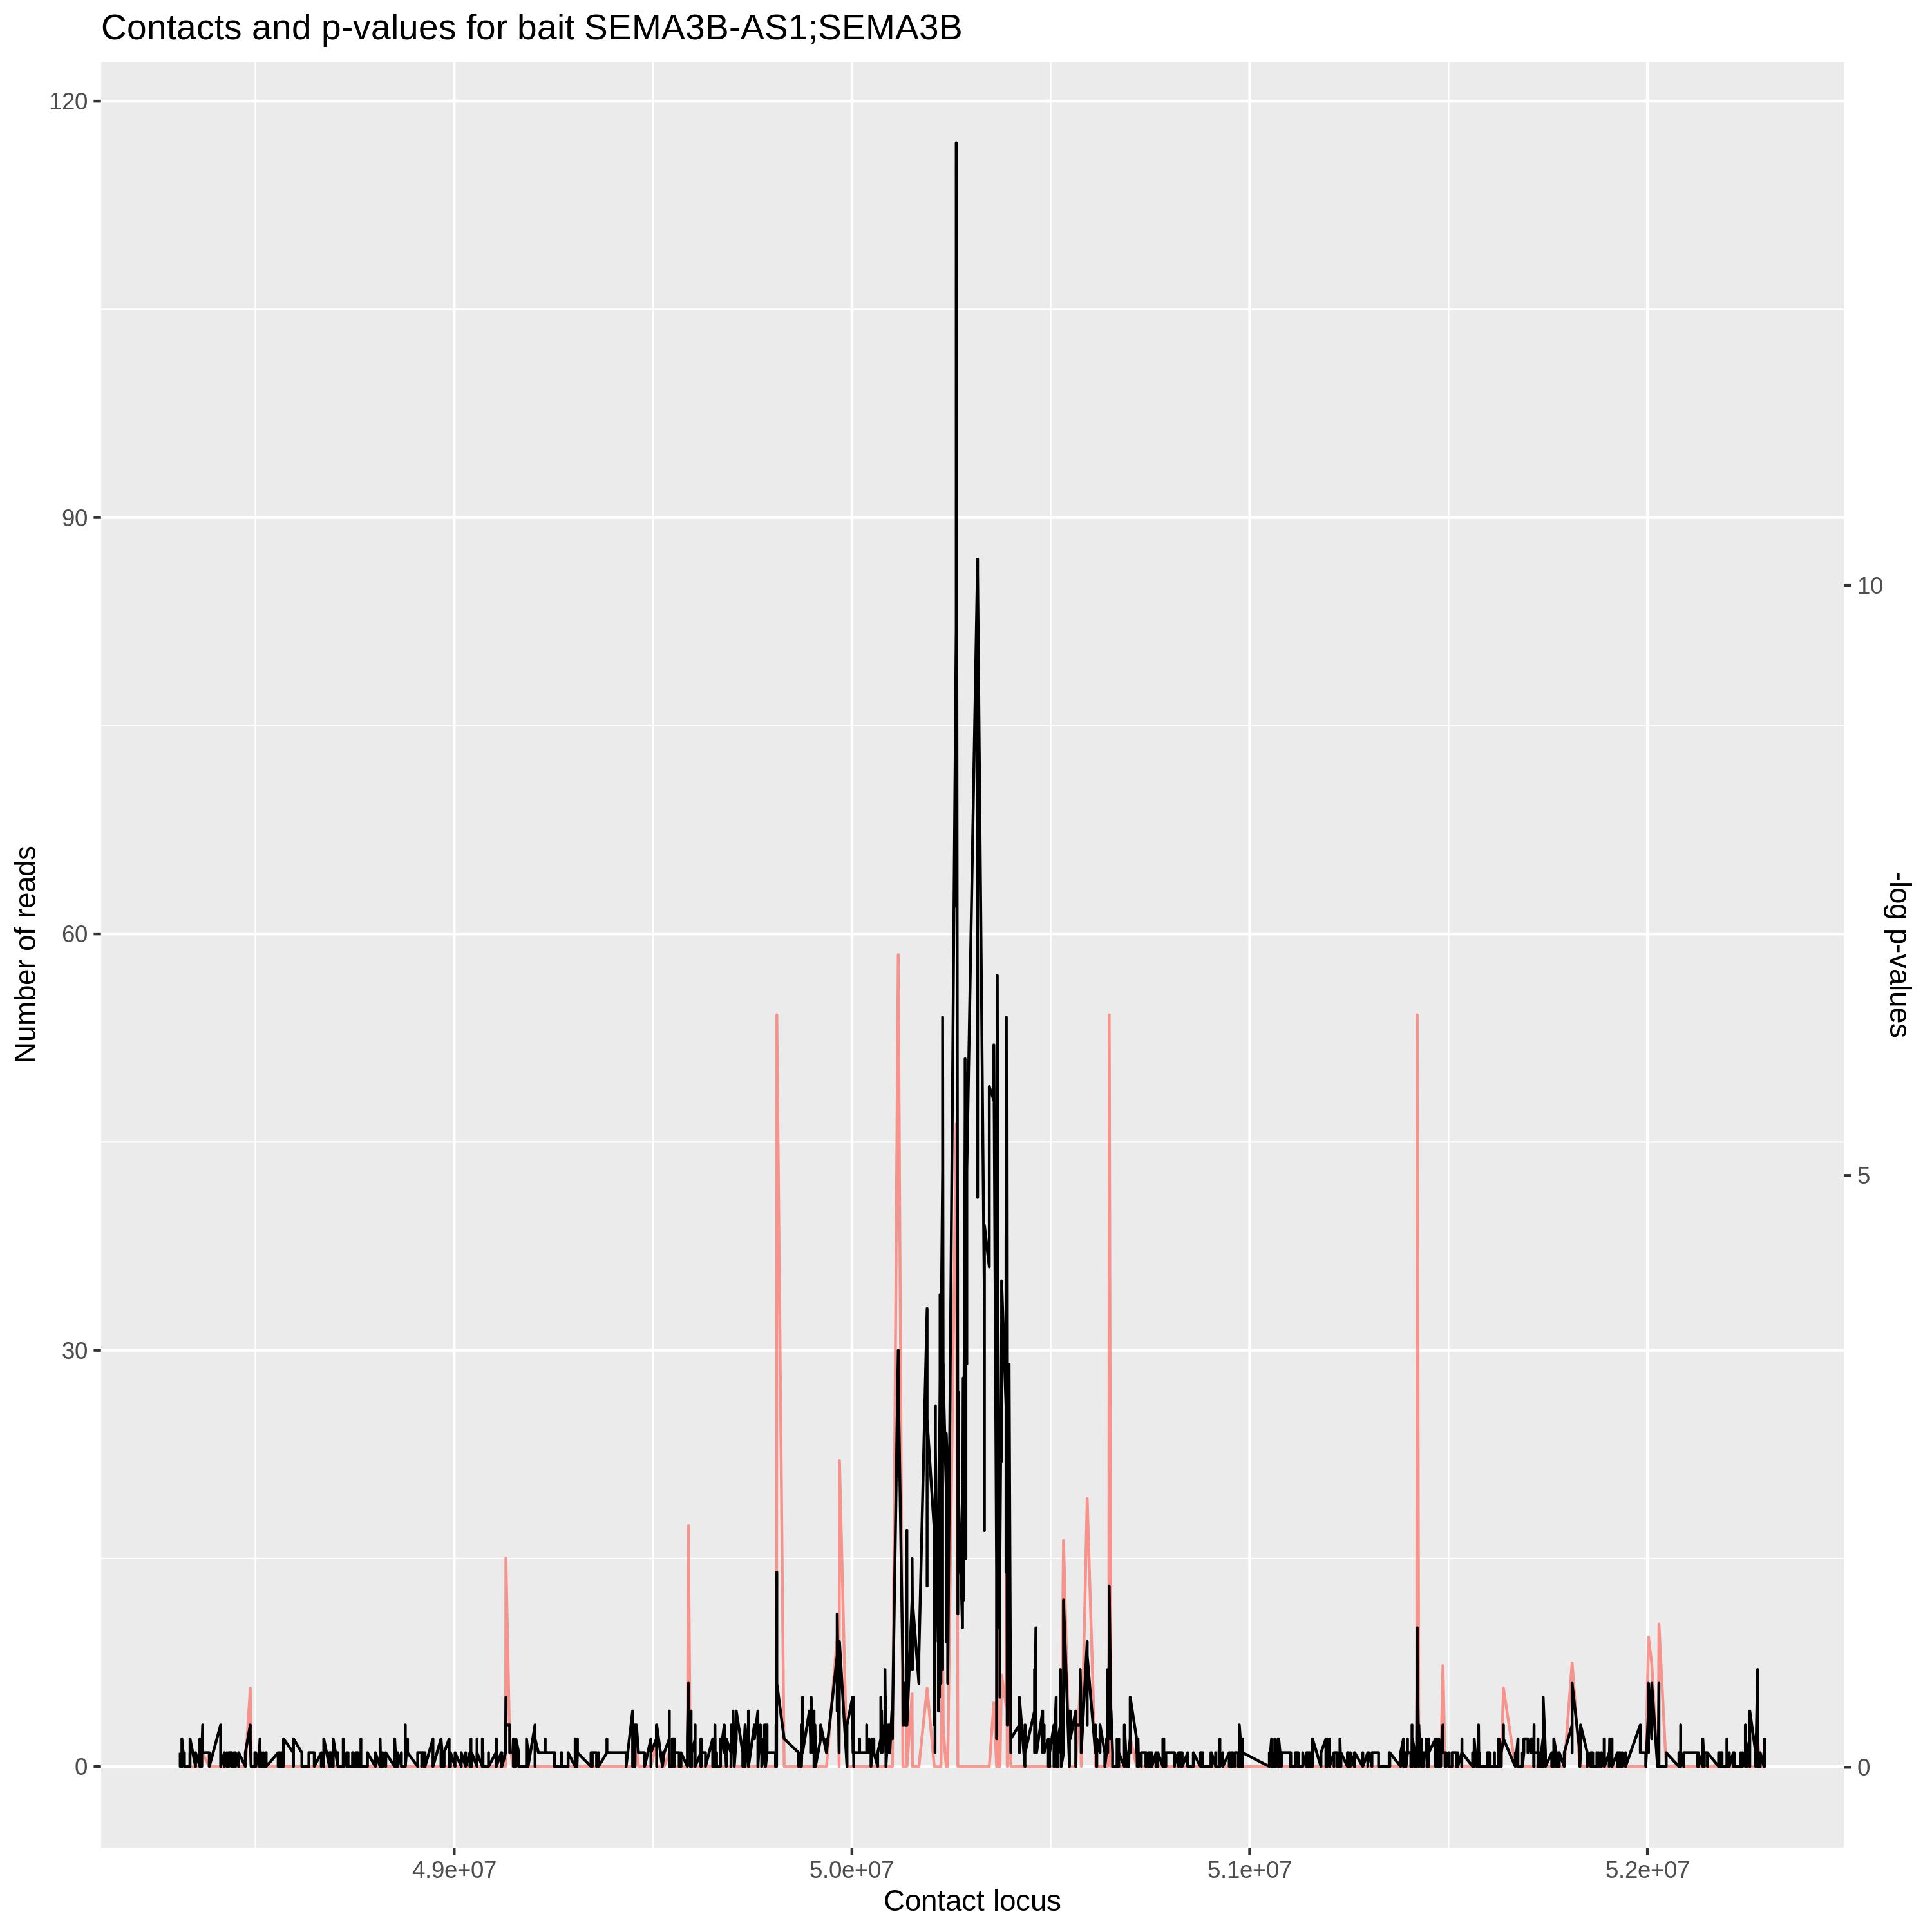 Contacts and p-values for bait SEMA3B-AS1;SEMA3B
120
90
60
30
0
Number of reads
10
5
0
-log p-values
4.9e+07
5.0e+07
5.1e+07
5.2e+07
Contact locus